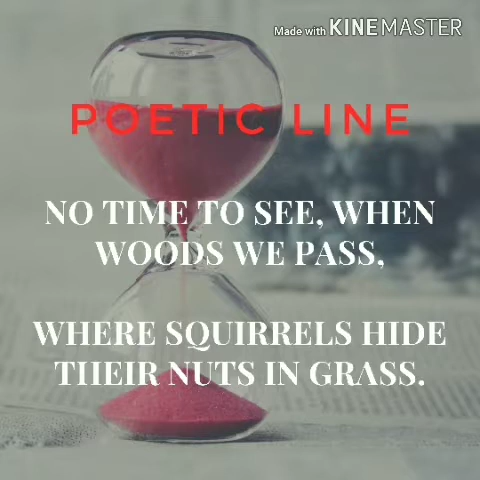 Made with KINEMASTER
POETIC LINE
NO TIME TO SEE, WHEN
WOODS WE PASS,
WHERE SQUIRRELS HIDE
THEIR NUTS IN GRASS.